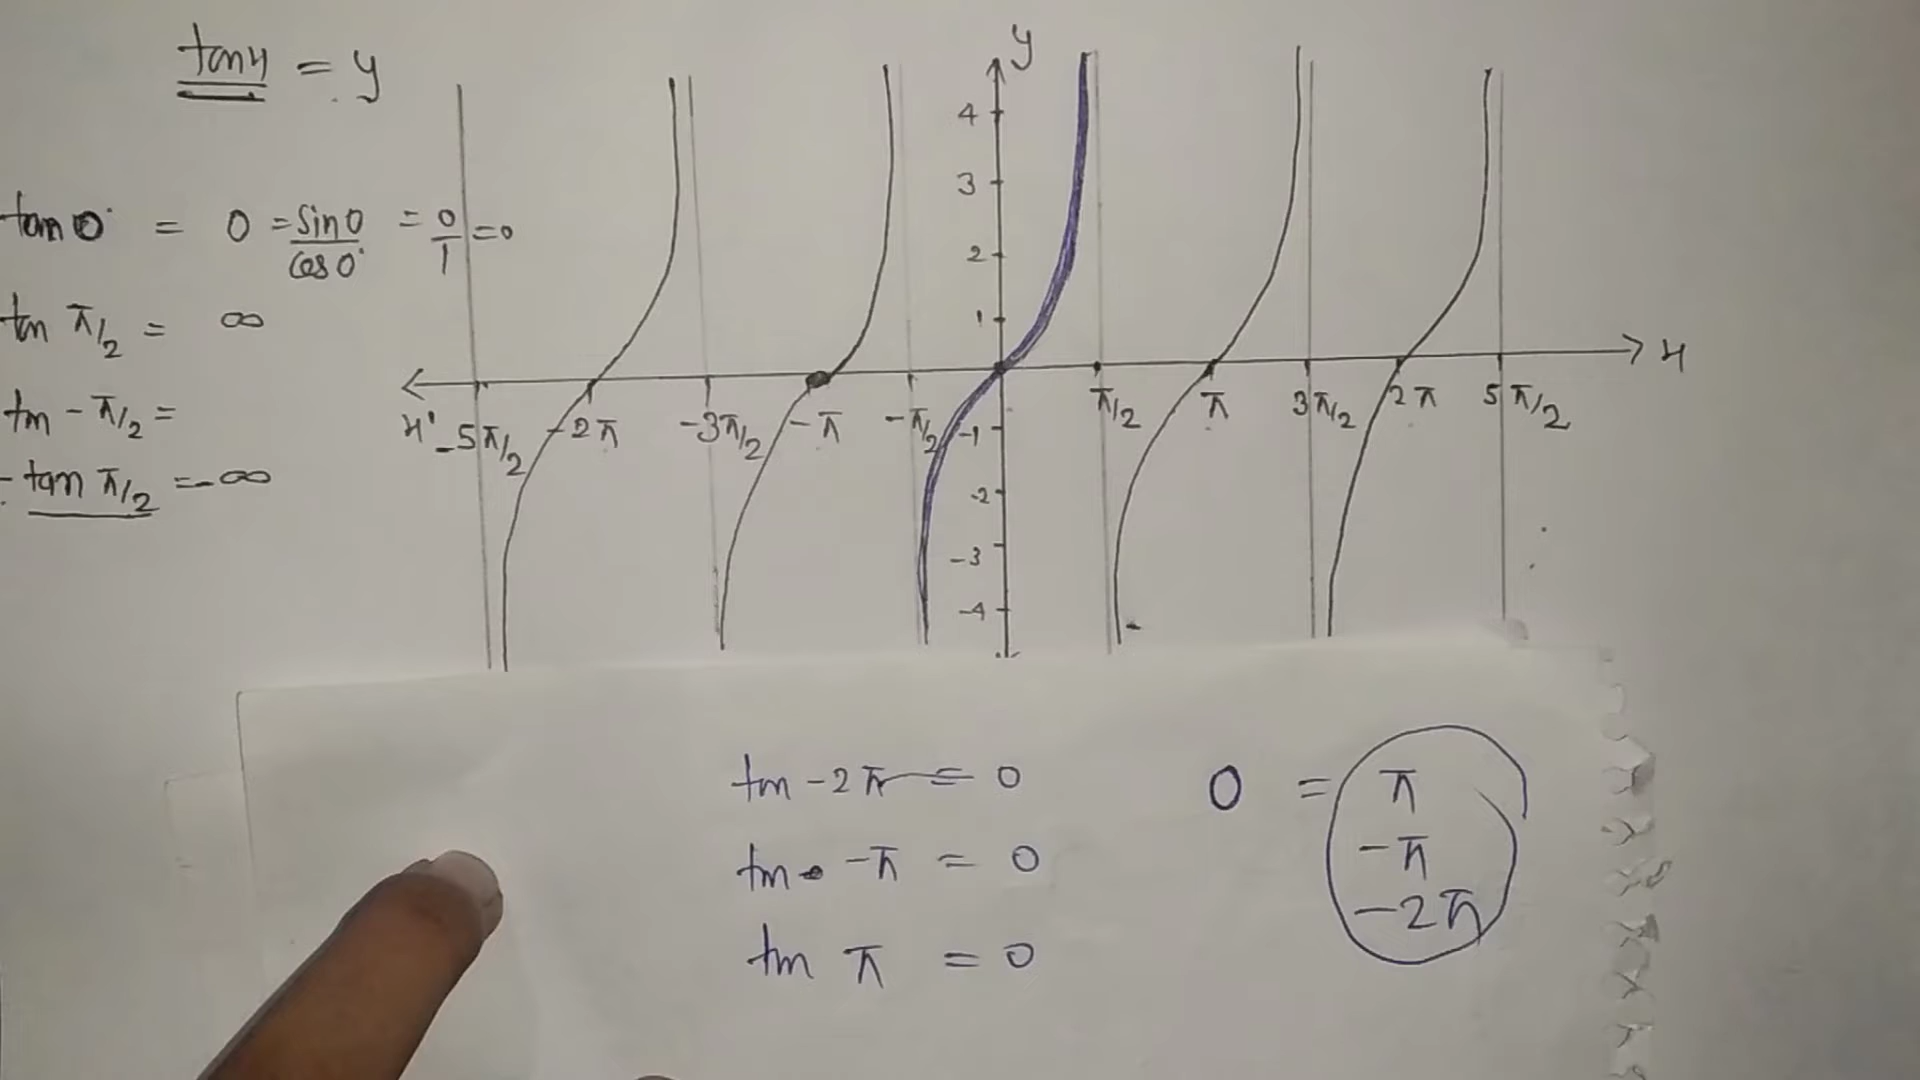 tan x = y
y
4
3
2
1
tan 0° = 0 = sin 0 / cos 0° = 0/1 = 0
tan π/2 = ∞
tan -π/2 =
- tan π/2 = -∞
x' -5π/2 -2π -3π/2 -π -π/2 π/2 π 3π/2 2π 5π/2 x
-1
-2
-3
-4
tan -2π = 0
tan -π = 0
tan π = 0
0 = π
-π
-2π